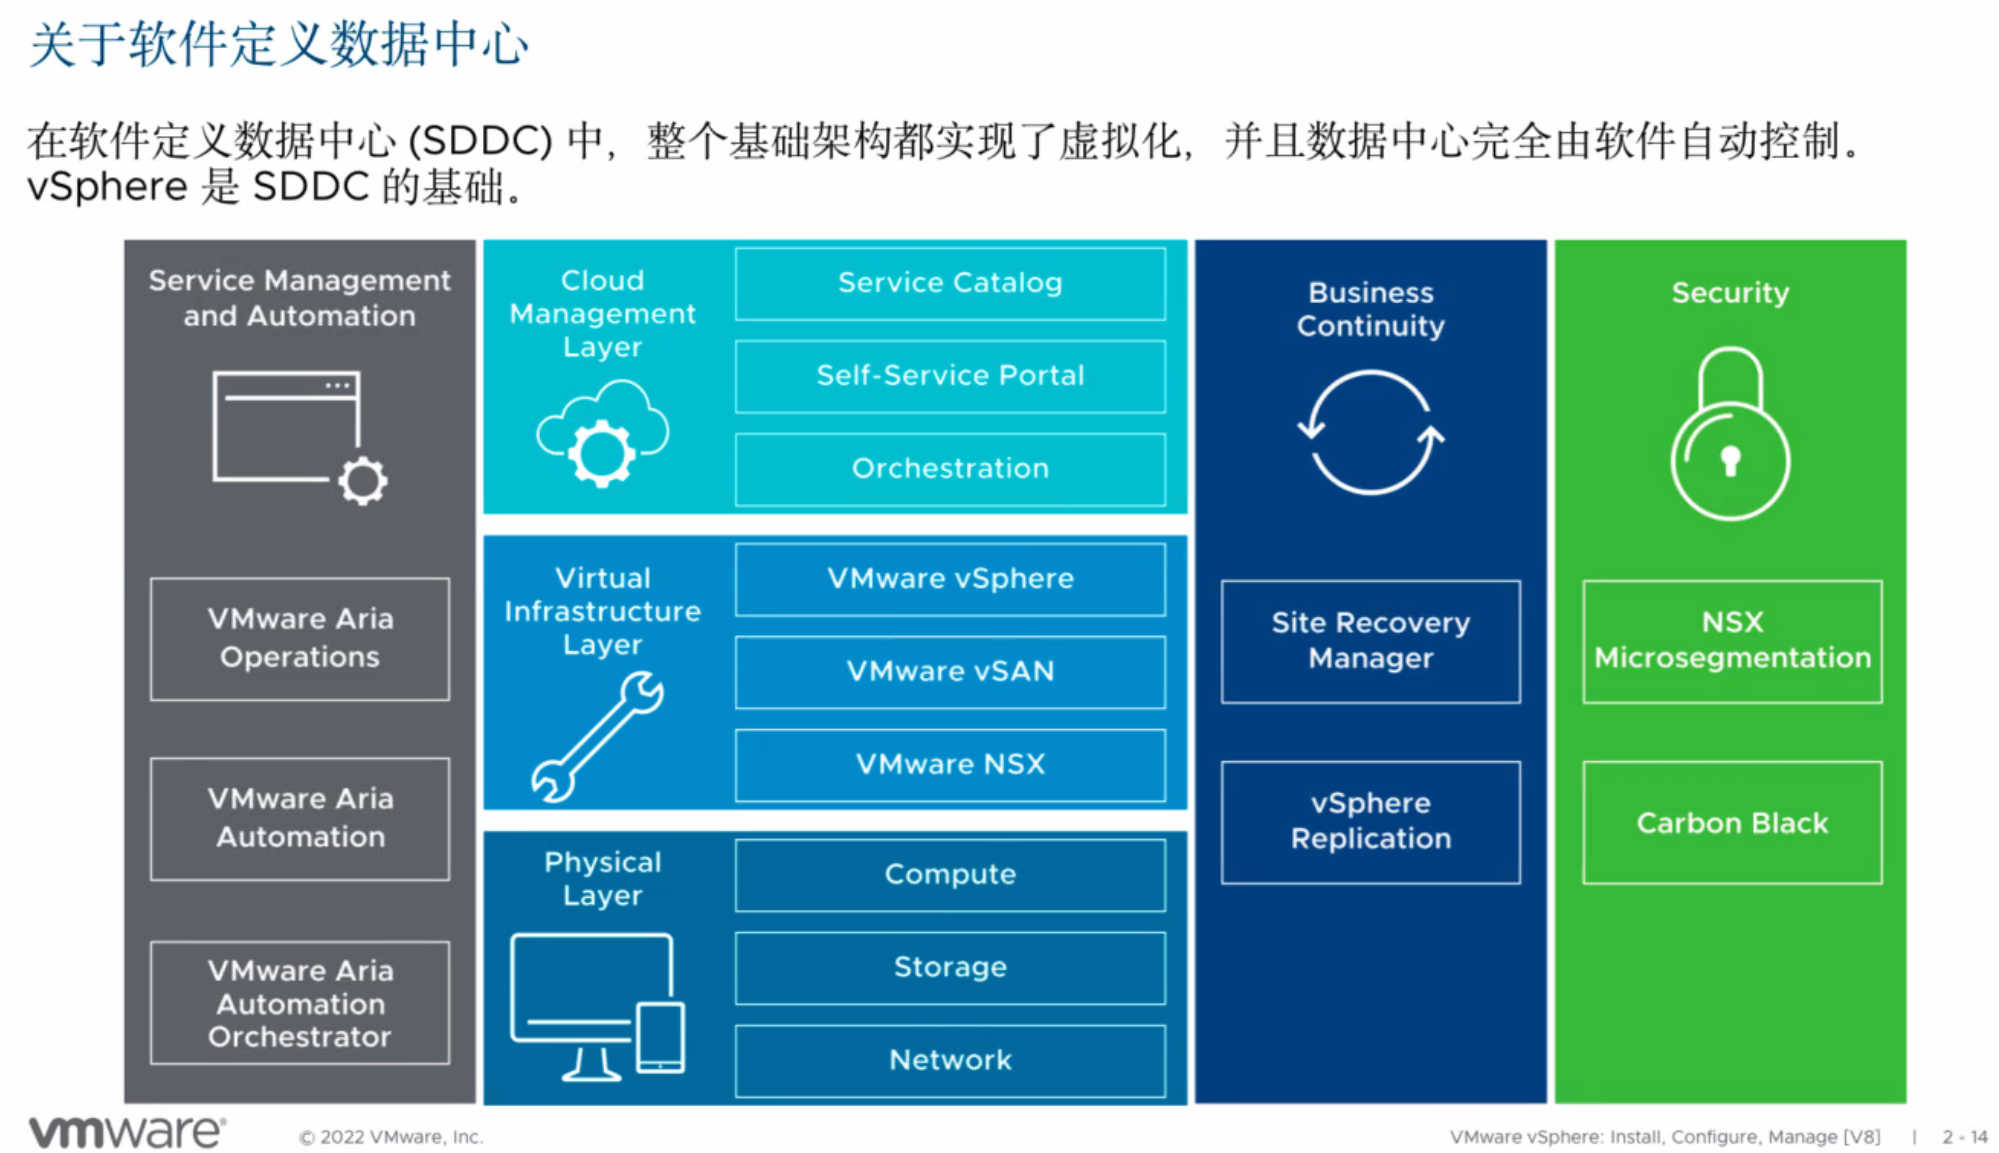 关于软件定义数据中心
在软件定义数据中心 (SDDC) 中，整个基础架构都实现了虚拟化，并且数据中心完全由软件自动控制。
vSphere 是 SDDC 的基础。
Service Management
and Automation
VMware Aria
Operations
VMware Aria
Automation
VMware Aria
Automation
Orchestrator
Cloud
Management
Layer
Service Catalog
Self-Service Portal
Orchestration
Virtual
Infrastructure
Layer
VMware vSphere
VMware vSAN
VMware NSX
Physical
Layer
Compute
Storage
Network
Business
Continuity
Site Recovery
Manager
vSphere
Replication
Security
NSX
Microsegmentation
Carbon Black
vmware®
© 2022 VMware, Inc.
VMware vSphere: Install, Configure, Manage [V8] | 2 - 14